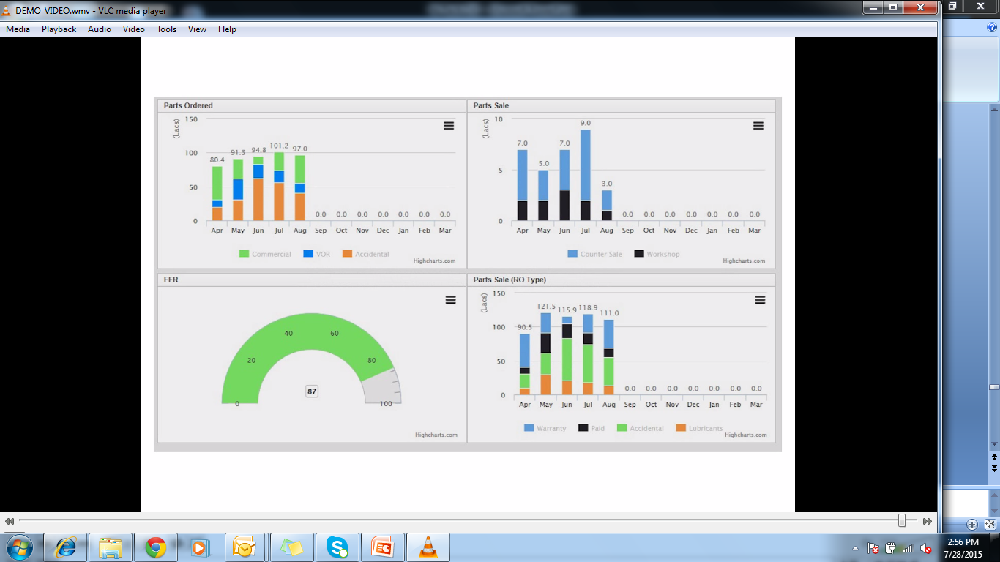 DEMO_VIDEO.wmv - VLC media player
Media Playback Audio Video Tools View Help
Parts Ordered
(Lacs)
150
100
50
0
80.4 91.3 94.8 101.2 97.0 0.0 0.0 0.0 0.0 0.0 0.0 0.0
Apr May Jun Jul Aug Sep Oct Nov Dec Jan Feb Mar
Commercial VOR Accidental
Highcharts.com
Parts Sale
(Lacs)
10
5
0
7.0 5.0 7.0 9.0 3.0 0.0 0.0 0.0 0.0 0.0 0.0 0.0
Apr May Jun Jul Aug Sep Oct Nov Dec Jan Feb Mar
Counter Sale Workshop
Highcharts.com
FFR
0 20 40 60 80 100
87
Highcharts.com
Parts Sale (RO Type)
(Lacs)
150
100
50
0
90.5 121.5 115.9 118.9 111.0 0.0 0.0 0.0 0.0 0.0 0.0 0.0
Apr May Jun Jul Aug Sep Oct Nov Dec Jan Feb Mar
Warranty Paid Accidental Lubricants
Highcharts.com
2:56 PM
7/28/2015